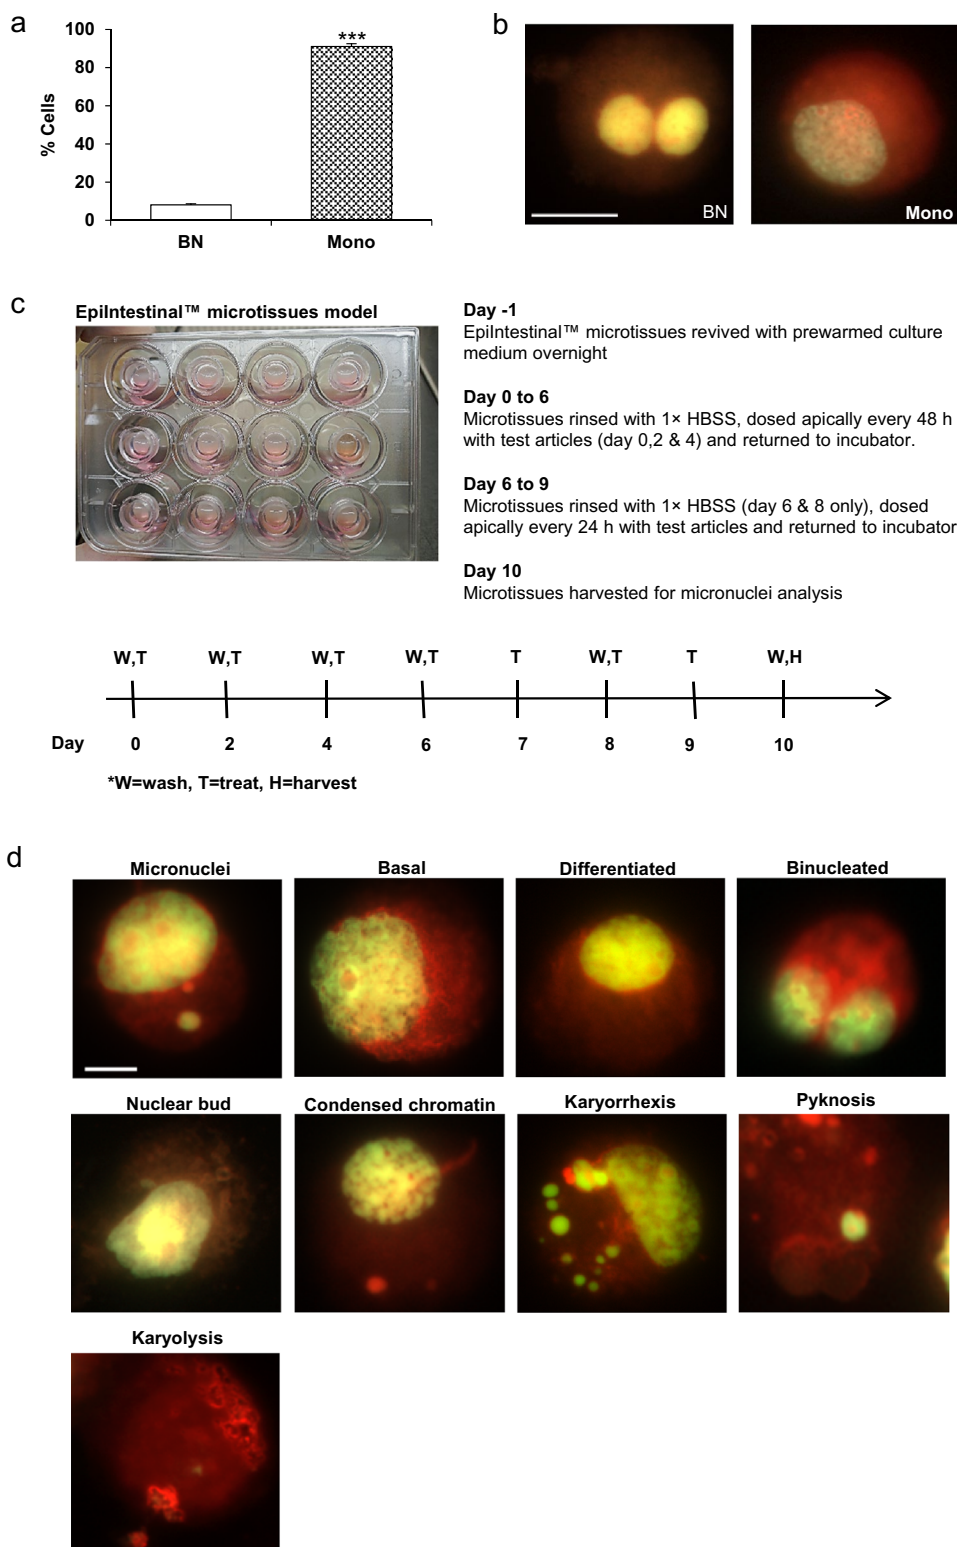 a
100
80
60
40
20
0
% Cells
***
BN
Mono
b
BN
Mono
c
EpiIntestinal™ microtissues model
Day -1
EpiIntestinal™ microtissues revived with prewarmed culture
medium overnight
Day 0 to 6
Microtissues rinsed with 1× HBSS, dosed apically every 48 h
with test articles (day 0,2 & 4) and returned to incubator.
Day 6 to 9
Microtissues rinsed with 1× HBSS (day 6 & 8 only), dosed
apically every 24 h with test articles and returned to incubator
Day 10
Microtissues harvested for micronuclei analysis
W,T W,T W,T W,T T W,T T W,H
Day 0 2 4 6 7 8 9 10
*W=wash, T=treat, H=harvest
d
Micronuclei Basal Differentiated Binucleated
Nuclear bud Condensed chromatin Karyorrhexis Pyknosis
Karyolysis